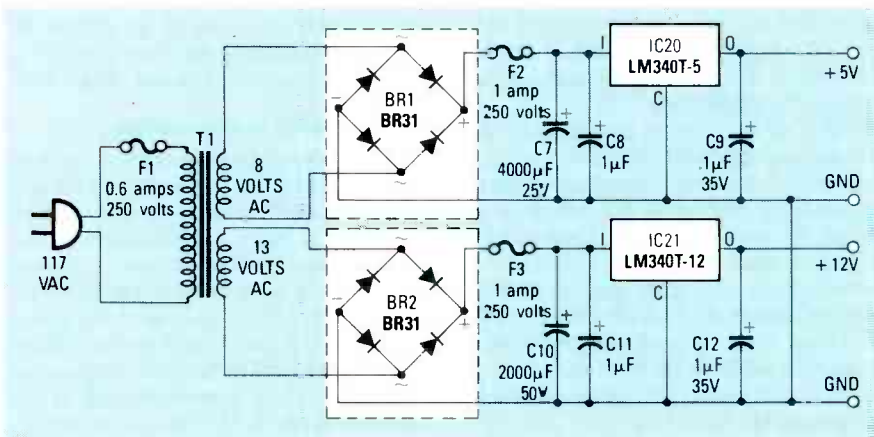 F1
0.6 amps
250 volts
117
VAC
T1
8
VOLTS
AC
13
VOLTS
AC
~
BR1
BR31
−
+
~
F2
1 amp
250 volts
C7
4000µF
25V
+
C8
1µF
+
I
IC20
LM340T-5
O
C
+
C9
.1µF
35V
+5V
GND
~
BR2
BR31
−
+
~
F3
1 amp
250 volts
C10
2000µF
50V
+
C11
1µF
+
I
IC21
LM340T-12
O
C
+
C12
1µF
35V
+12V
GND